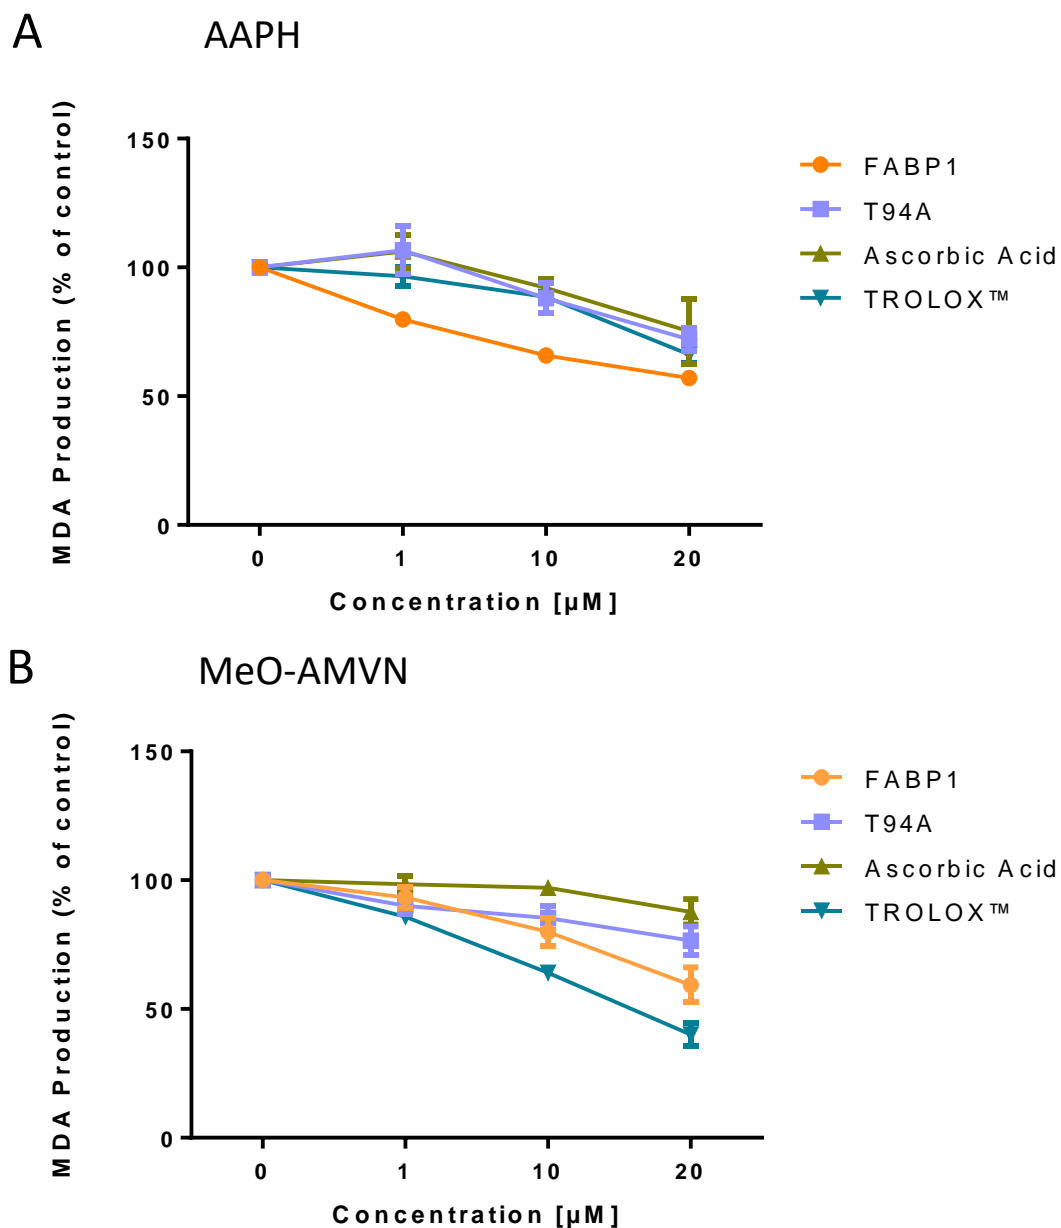 A
AAPH
MDA Production (% of control)
150
100
50
0
0 1 10 20
Concentration [µM]
FABP1
T94A
Ascorbic Acid
TROLOX™
B
MeO-AMVN
MDA Production (% of control)
150
100
50
0
0 1 10 20
Concentration [µM]
FABP1
T94A
Ascorbic Acid
TROLOX™